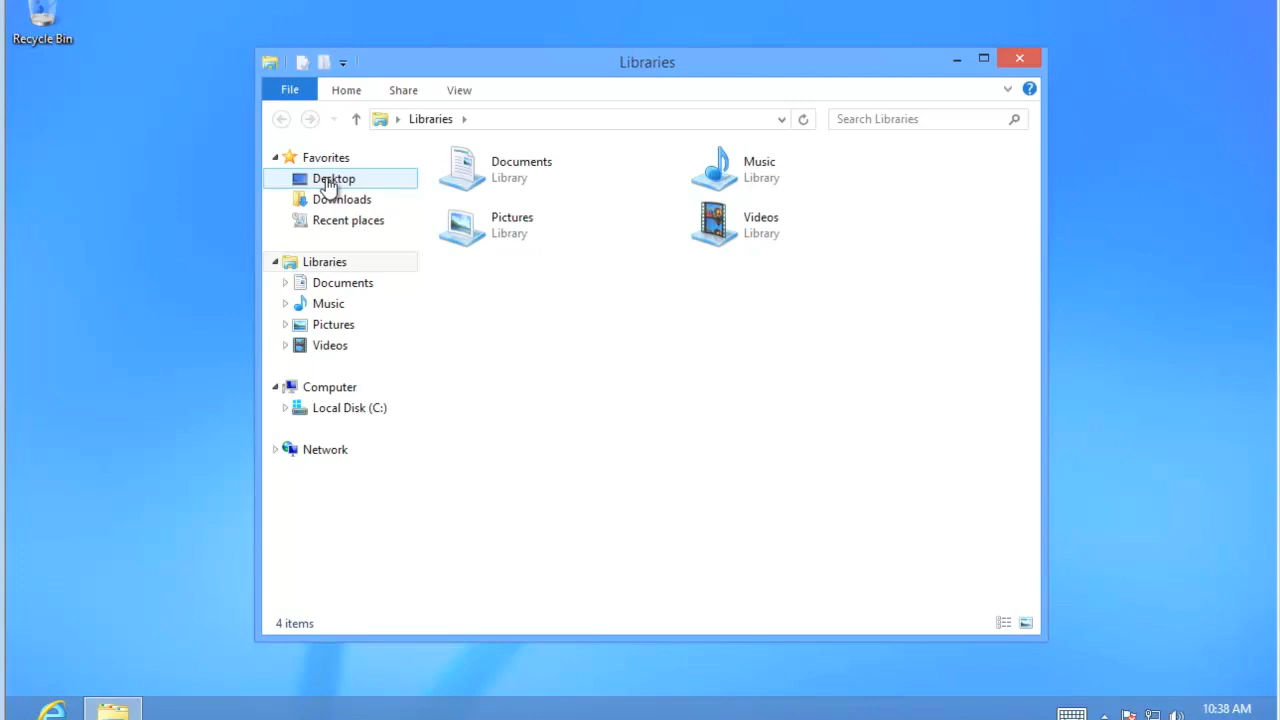 Recycle Bin
Libraries
File Home Share View
Libraries
Search Libraries
Favorites
Desktop
Downloads
Recent places
Libraries
Documents
Music
Pictures
Videos
Computer
Local Disk (C:)
Network
Documents
Library
Music
Library
Pictures
Library
Videos
Library
4 items
10:38 AM